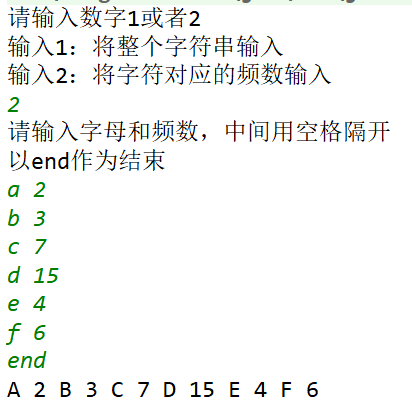 请输入数字1或者2
输入1：将整个字符串输入
输入2：将字符对应的频数输入
2
请输入字母和频数，中间用空格隔开
以end作为结束
a 2
b 3
c 7
d 15
e 4
f 6
end
A 2 B 3 C 7 D 15 E 4 F 6